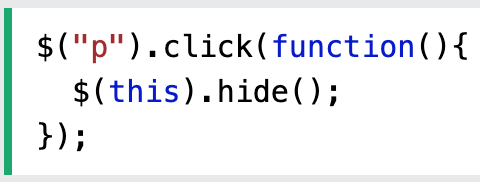 $("p").click(function(){
  $(this).hide();
});